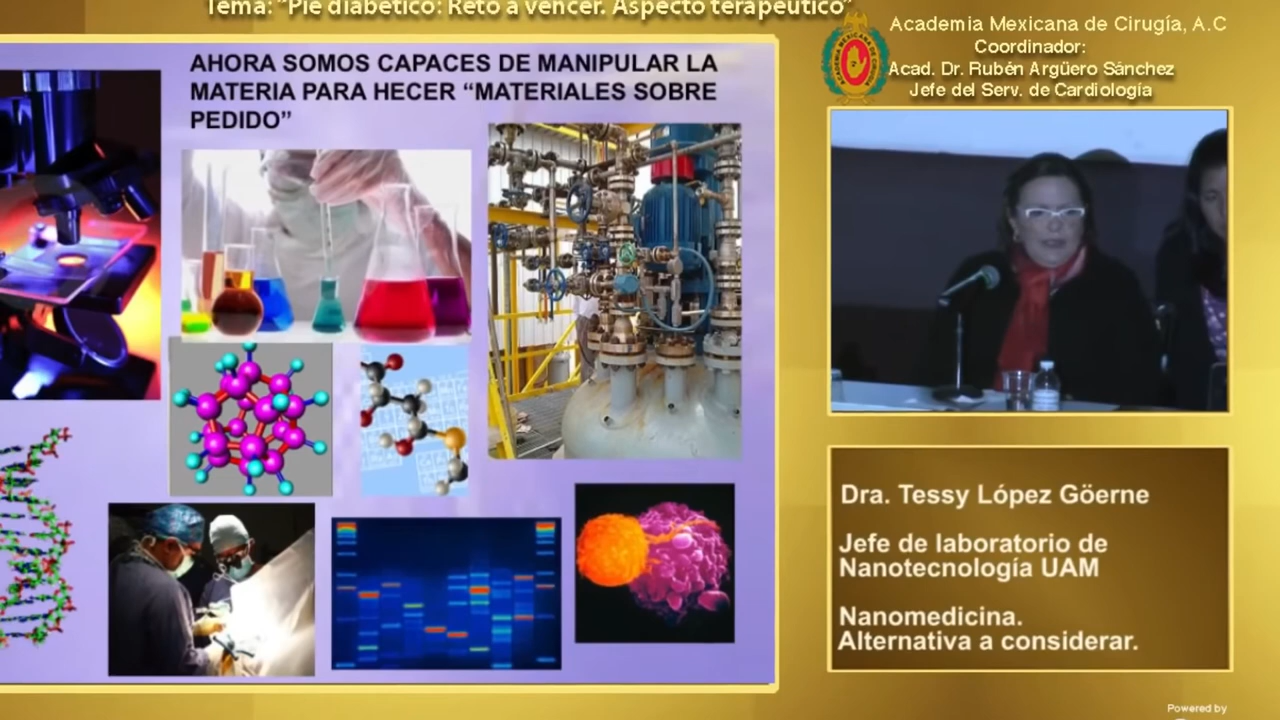 Tema: "Pie diabético: Reto a vencer. Aspecto terapéutico"
Academia Mexicana de Cirugía, A.C
Coordinador:
Acad. Dr. Rubén Argüero Sánchez
Jefe del Serv. de Cardiología
AHORA SOMOS CAPACES DE MANIPULAR LA
MATERIA PARA HECER “MATERIALES SOBRE
PEDIDO”
Dra. Tessy López Göerne
Jefe de laboratorio de
Nanotecnología UAM
Nanomedicina.
Alternativa a considerar.
Powered by